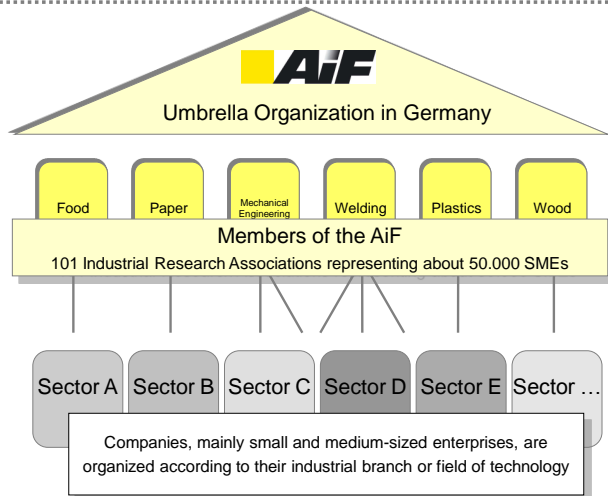 AiF
Umbrella Organization in Germany
Food
Paper
Mechanical
Engineering
Welding
Plastics
Wood
Members of the AiF
101 Industrial Research Associations representing about 50.000 SMEs
Sector A
Sector B
Sector C
Sector D
Sector E
Sector ...
Companies, mainly small and medium-sized enterprises, are
organized according to their industrial branch or field of technology